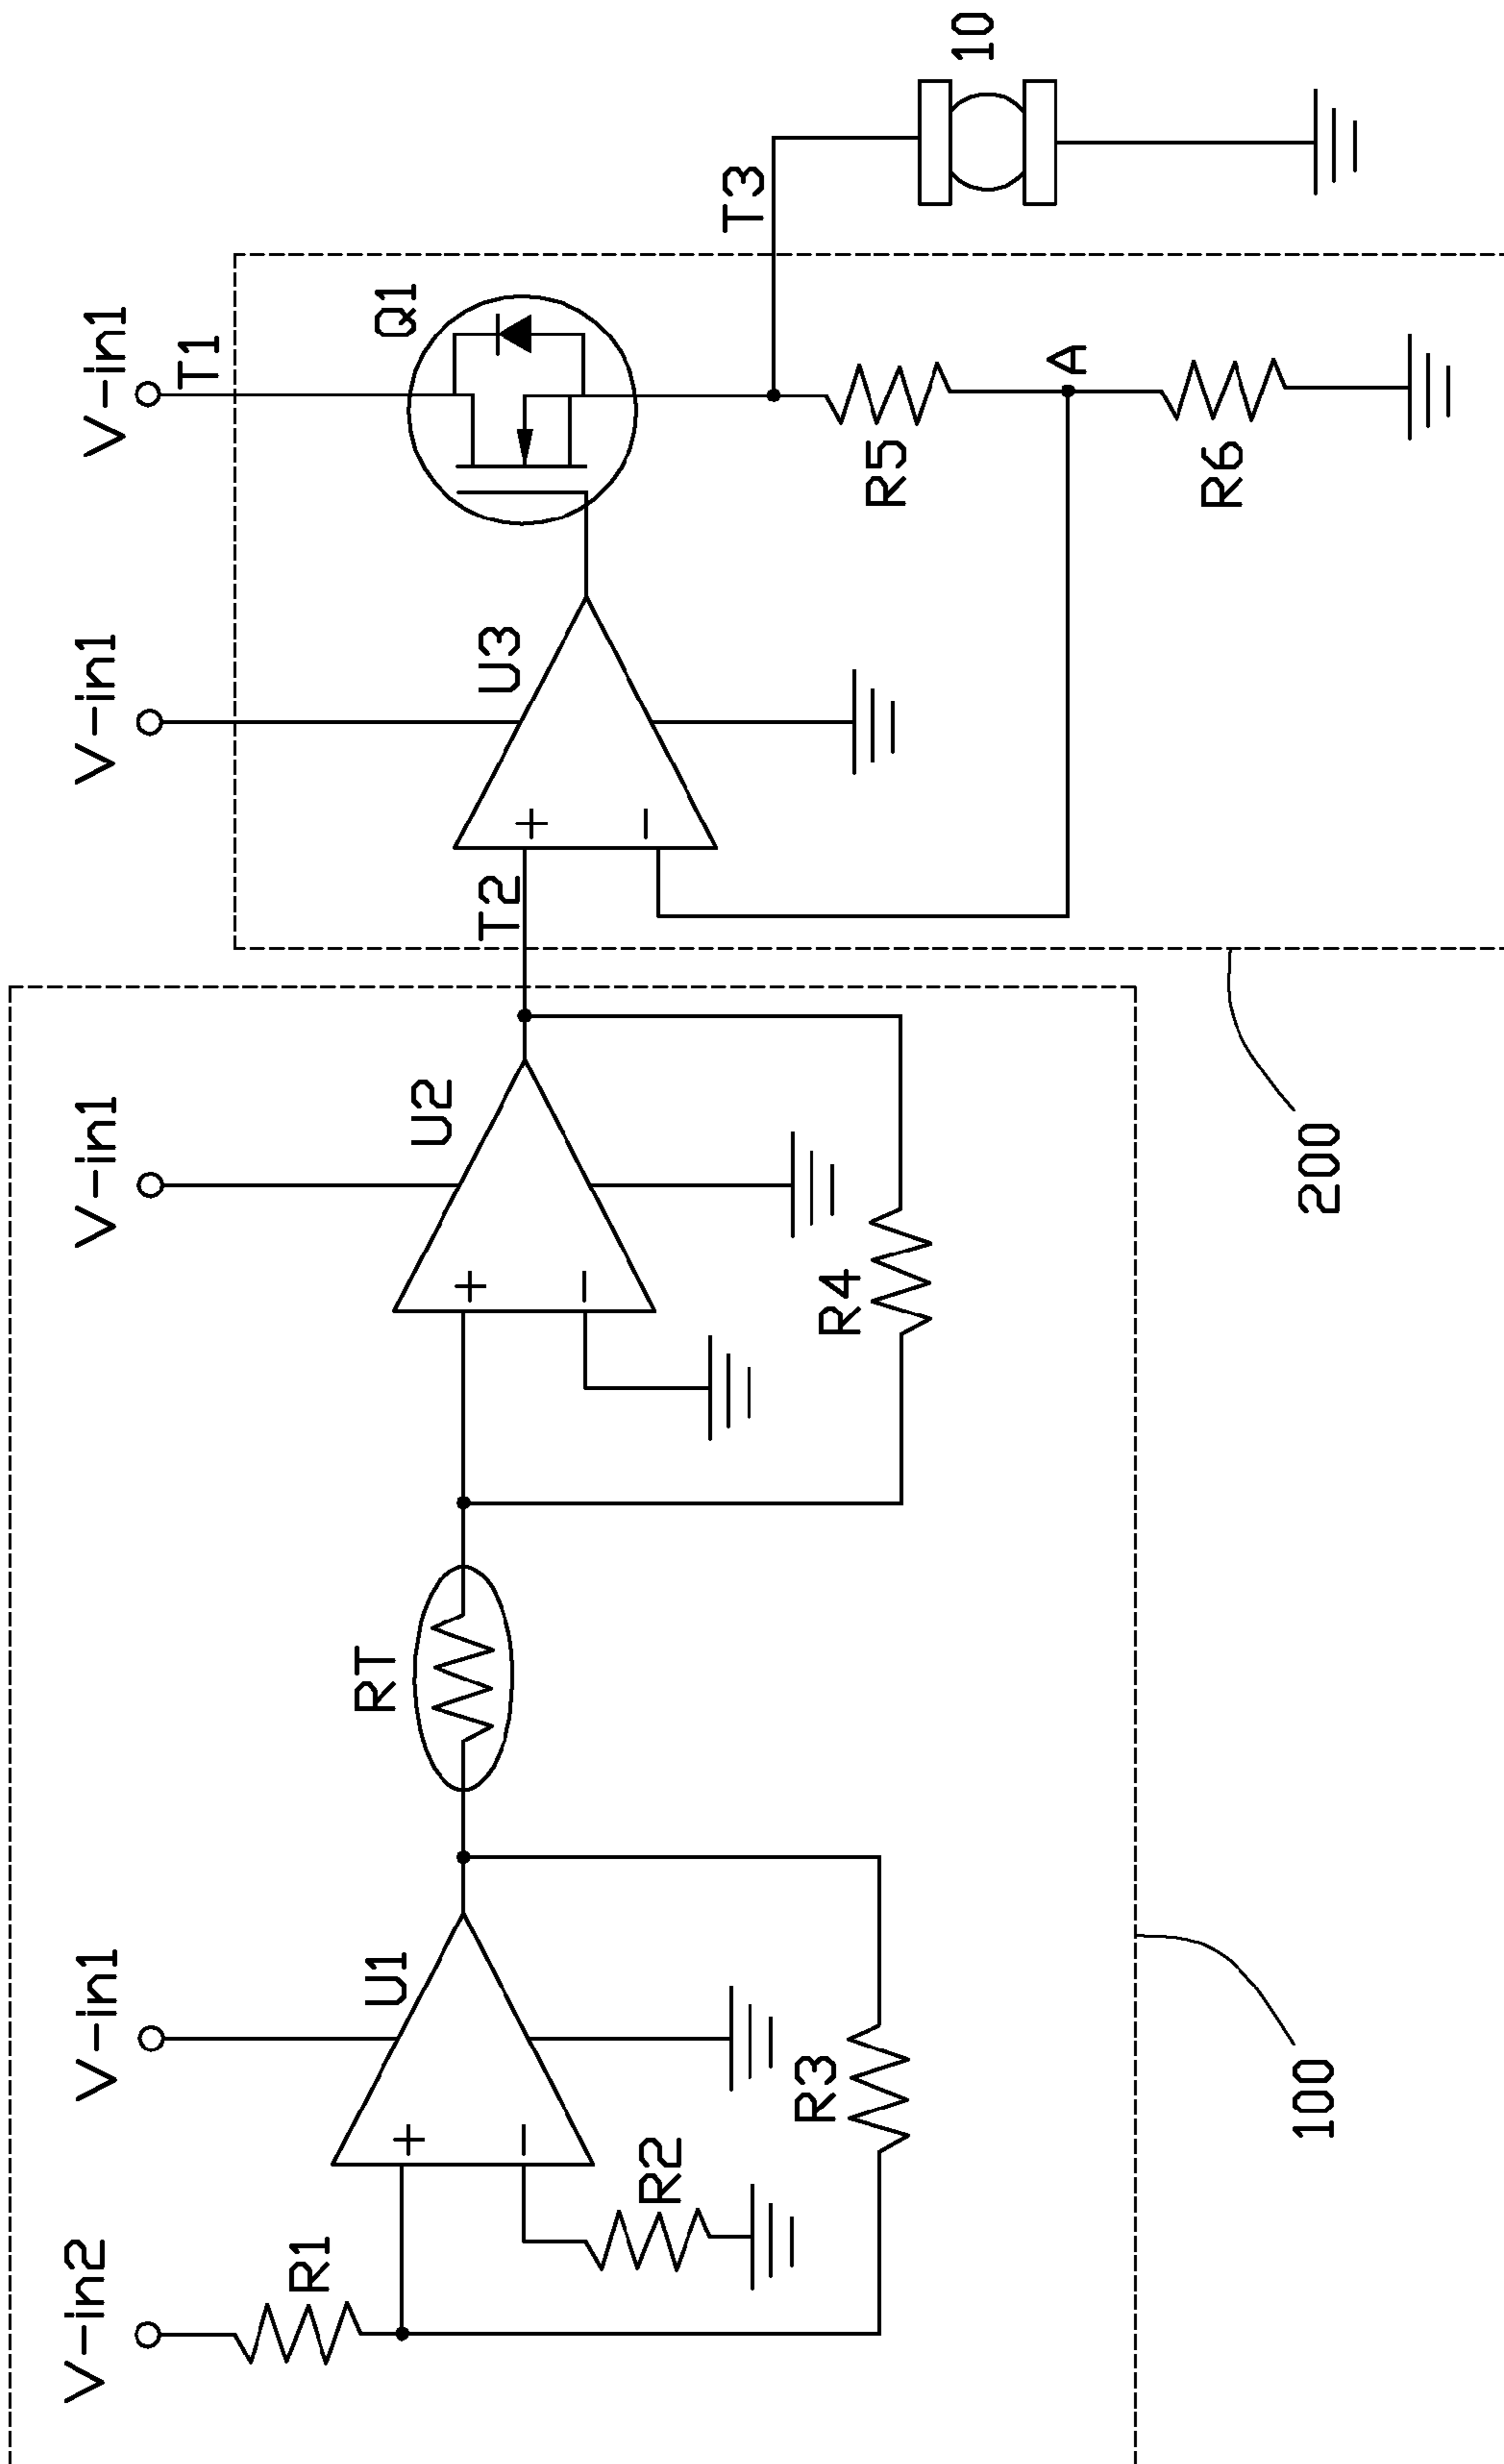 V-in2
R1
V-in1
U1
+
−
R2
R3
RT
V-in1
U2
+
−
R4
100
V-in1
T2
U3
+
−
V-in1
T1
Q1
T3
R5
A
R6
10
200